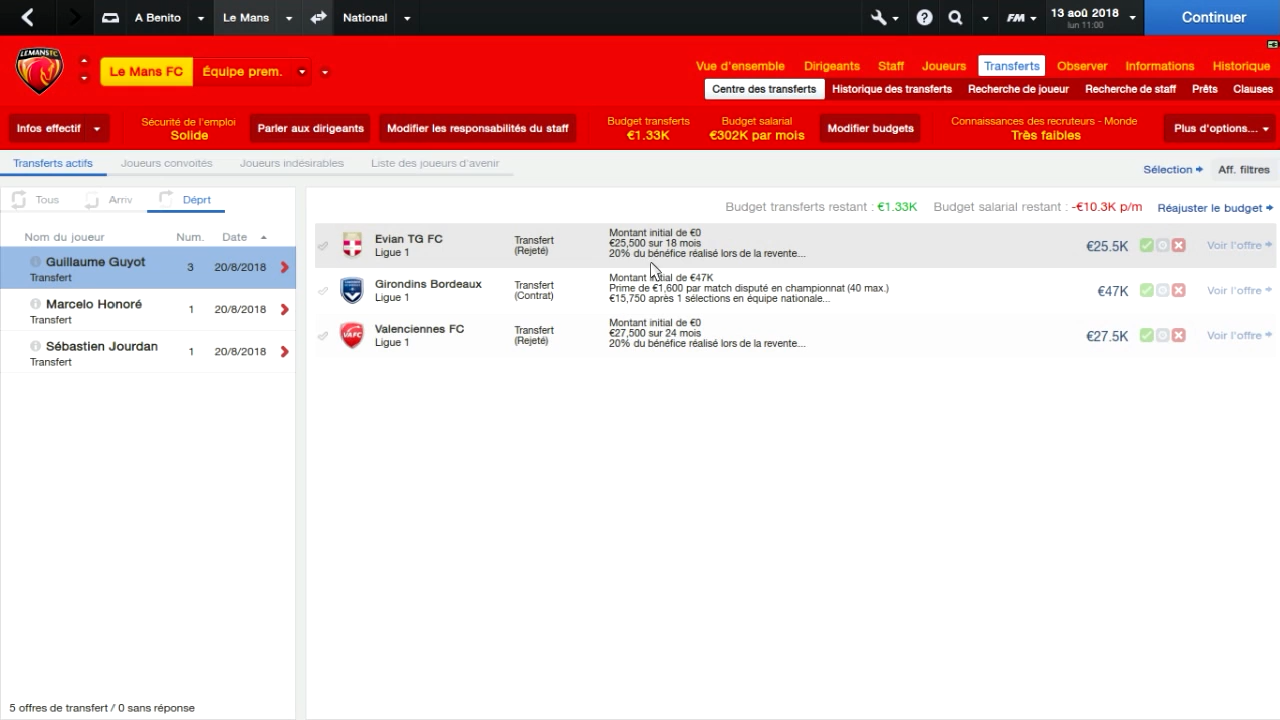 A Benito
Le Mans
National
FM
13 aoû 2018
lun 11:00
Continuer
LE MANS FC
Le Mans FC
Équipe prem.
Vue d'ensemble
Dirigeants
Staff
Joueurs
Transferts
Observer
Informations
Historique
Centre des transferts
Historique des transferts
Recherche de joueur
Recherche de staff
Prêts
Clauses
Infos effectif
Sécurité de l'emploi
Solide
Parler aux dirigeants
Modifier les responsabilités du staff
Budget transferts
€1.33K
Budget salarial
€302K par mois
Modifier budgets
Connaissances des recruteurs - Monde
Très faibles
Plus d'options...
Transferts actifs
Joueurs convoités
Joueurs indésirables
Liste des joueurs d'avenir
Sélection
Aff. filtres
Tous
Arriv
Déprt
Budget transferts restant : €1.33K
Budget salarial restant : -€10.3K p/m
Réajuster le budget
Nom du joueur
Num.
Date
Guillaume Guyot
Transfert
3
20/8/2018
Marcelo Honoré
Transfert
1
20/8/2018
Sébastien Jourdan
Transfert
1
20/8/2018
Evian TG FC
Ligue 1
Transfert
(Rejeté)
Montant initial de €0
€25,500 sur 18 mois
20% du bénéfice réalisé lors de la revente...
€25.5K
Voir l'offre
Girondins Bordeaux
Ligue 1
Transfert
(Contrat)
Montant initial de €47K
Prime de €1,600 par match disputé en championnat (40 max.)
€15,750 après 1 sélections en équipe nationale...
€47K
Voir l'offre
VAFC
Valenciennes FC
Ligue 1
Transfert
(Rejeté)
Montant initial de €0
€27,500 sur 24 mois
20% du bénéfice réalisé lors de la revente...
€27.5K
Voir l'offre
5 offres de transfert / 0 sans réponse